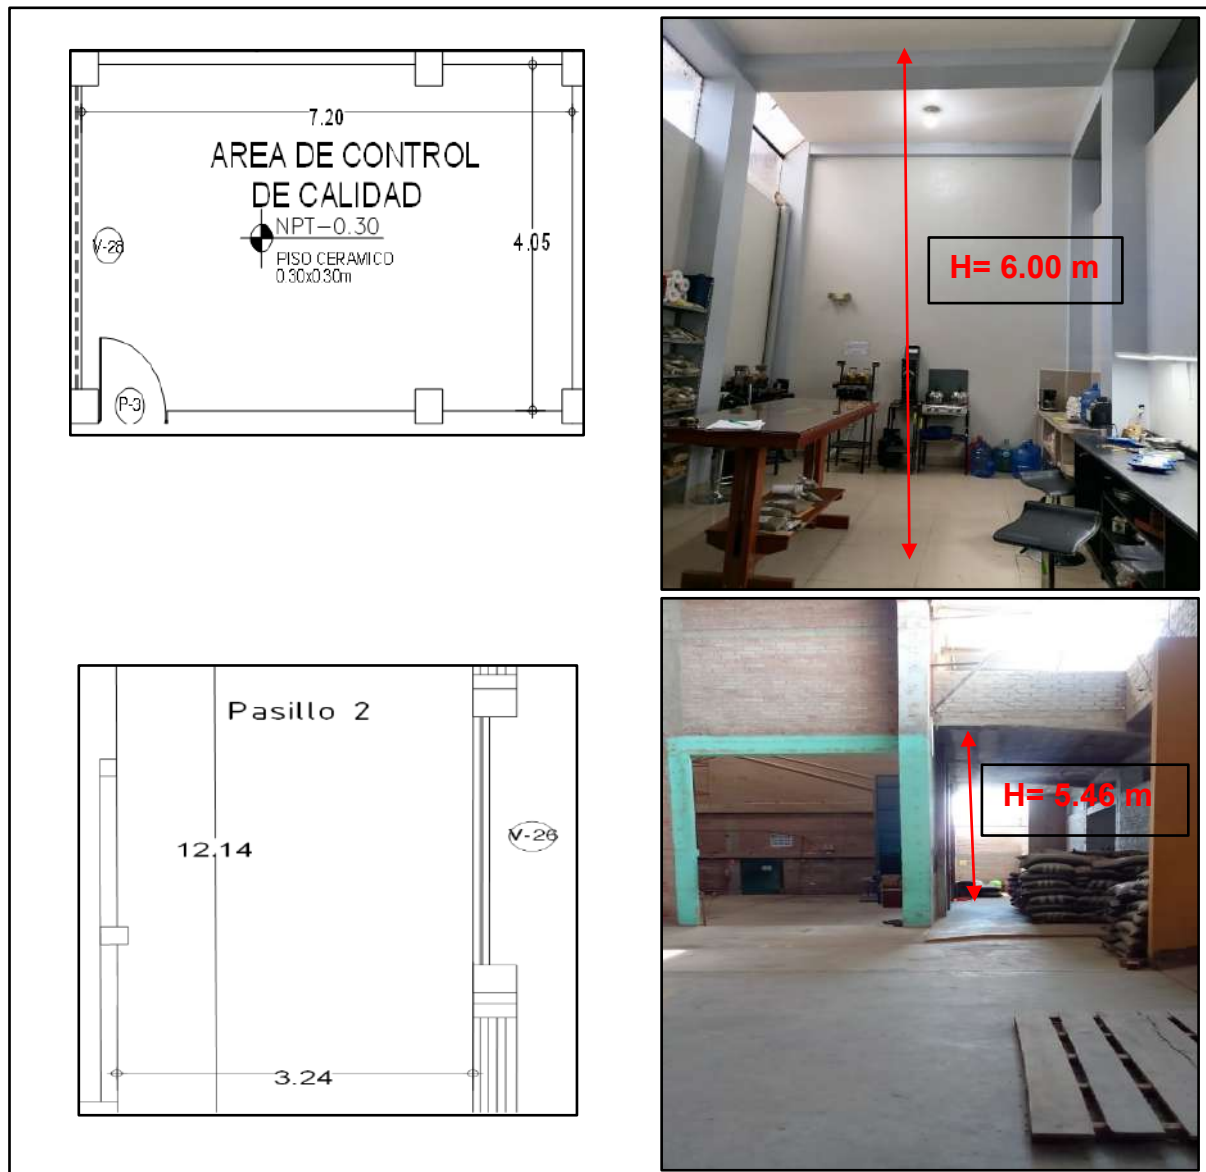 7.20
AREA DE CONTROL
DE CALIDAD
NPT-0.30
PISO CERAMICO
0.30x0.30m
4.05
V-28
P-3
H= 6.00 m
Pasillo 2
12.14
V-26
3.24
H= 5.46 m